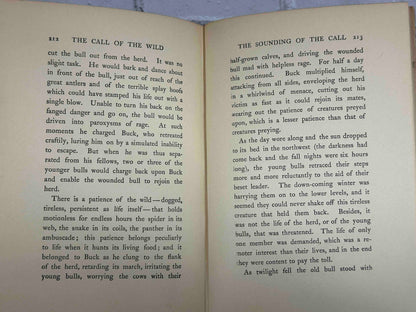 212 THE CALL OF THE WILD
cut the bull out from the herd. It was no
slight task. He would bark and dance about
in front of the bull, just out of reach of the
great antlers and of the terrible splay hoofs
which could have stamped his life out with a
single blow. Unable to turn his back on the
fanged danger and go on, the bull would be
driven into paroxysms of rage. At such
moments he charged Buck, who retreated
craftily, luring him on by a simulated inability
to escape. But when he was thus sepa-
rated from his fellows, two or three of the
younger bulls would charge back upon Buck
and enable the wounded bull to rejoin the
herd.
There is a patience of the wild—dogged,
tireless, persistent as life itself—that holds
motionless for endless hours the spider in its
web, the snake in its coils, the panther in its
ambuscade; this patience belongs peculiarly
to life when it hunts its living food; and it
belonged to Buck as he clung to the flank
of the herd, retarding its march, irritating the
young bulls, worrying the cows with their
THE SOUNDING OF THE CALL 213
half-grown calves, and driving the wounded
bull mad with helpless rage. For half a day
this continued. Buck multiplied himself,
attacking from all sides, enveloping the herd
in a whirlwind of menace, cutting out his
victim as fast as it could rejoin its mates,
wearing out the patience of creatures preyed
upon, which is a lesser patience than that of
creatures preying.
As the day wore along and the sun dropped
to its bed in the northwest (the darkness had
come back and the fall nights were six hours
long), the young bulls retraced their steps
more and more reluctantly to the aid of their
beset leader. The down-coming winter was
harrying them on to the lower levels, and it
seemed they could never shake off this tireless
creature that held them back. Besides, it
was not the life of the herd, or of the young
bulls, that was threatened. The life of only
one member was demanded, which was a re-
moter interest than their lives, and in the end
they were content to pay the toll.
As twilight fell the old bull stood with